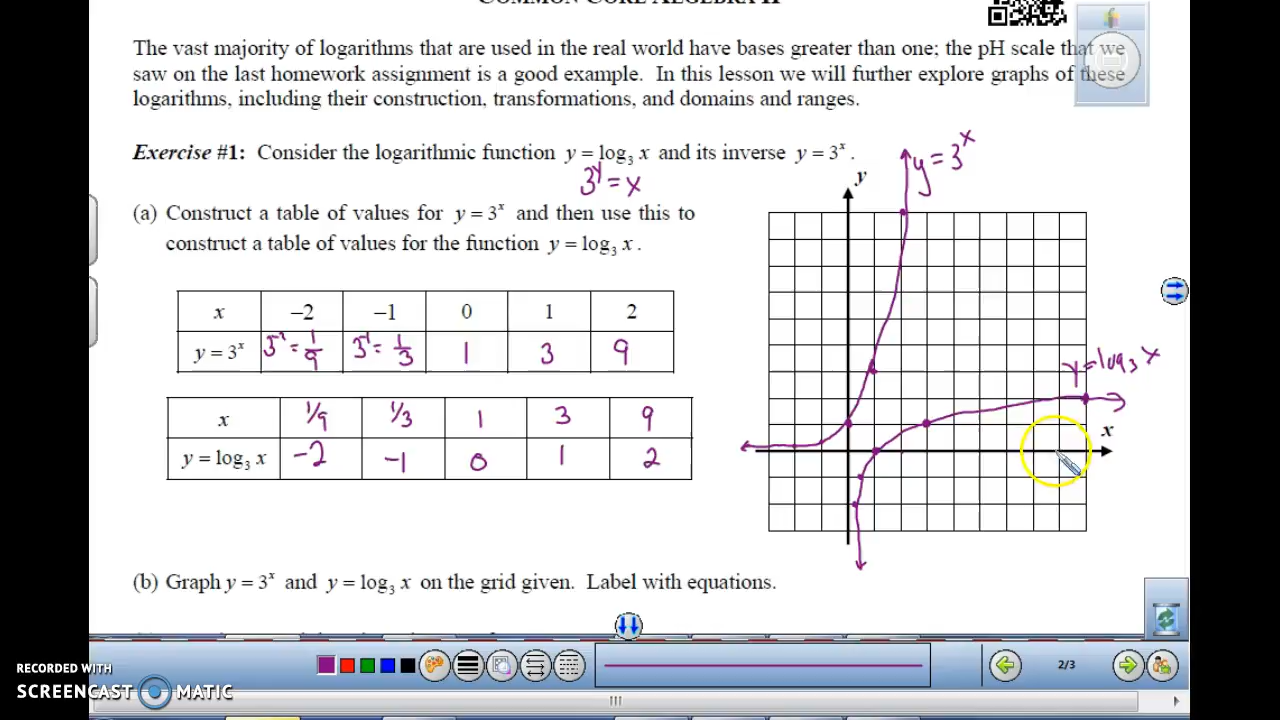 COMMON CORE ALGEBRA II
The vast majority of logarithms that are used in the real world have bases greater than one; the pH scale that we
saw on the last homework assignment is a good example. In this lesson we will further explore graphs of these
logarithms, including their construction, transformations, and domains and ranges.
Exercise #1: Consider the logarithmic function y = log₃ x and its inverse y = 3ˣ.
3ʸ = x
y = 3ˣ
(a) Construct a table of values for y = 3ˣ and then use this to
construct a table of values for the function y = log₃ x.
x −2 −1 0 1 2
y = 3ˣ 3⁻² = 1/9 3⁻¹ = 1/3 1 3 9
x 1/9 1/3 1 3 9
y = log₃ x −2 −1 0 1 2
y
y = log₃ x
x
(b) Graph y = 3ˣ and y = log₃ x on the grid given. Label with equations.
2/3
RECORDED WITH
SCREENCAST MATIC